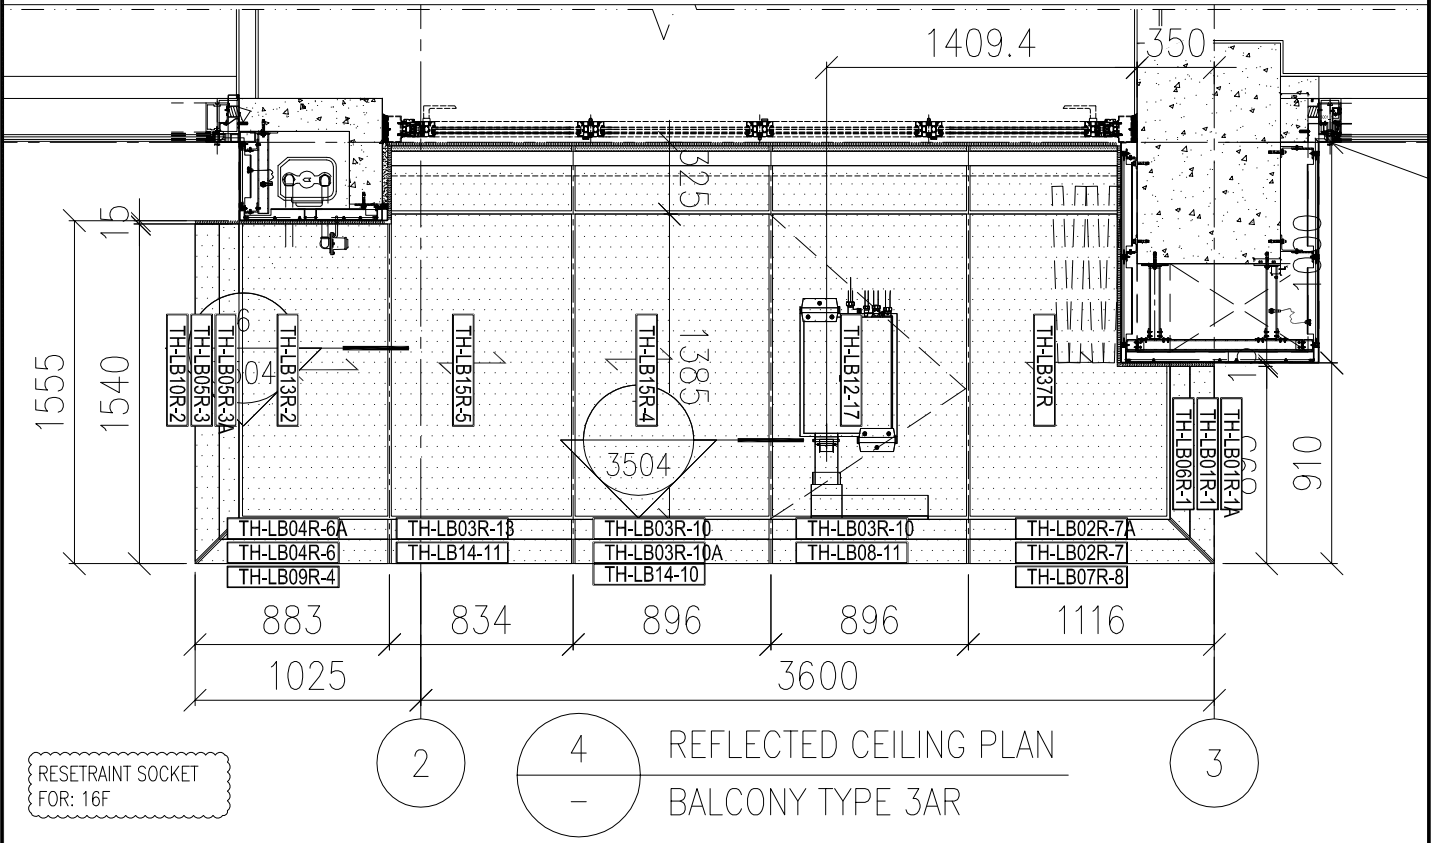 1409.4
350
325
15
1000
1555
1540
1385
6
3504
TH-LB10R-2
TH-LB05R-3
TH-LB05R-3A
TH-LB13R-2
TH-LB15R-5
TH-LB15R-4
TH-LB12-17
TH-LB37R
TH-LB06R-1
TH-LB01R-1
TH-LB01R-1A
910
TH-LB04R-6A
TH-LB03R-13
TH-LB03R-10
TH-LB03R-10
TH-LB02R-7A
TH-LB04R-6
TH-LB14-11
TH-LB03R-10A
TH-LB08-11
TH-LB02R-7
TH-LB09R-4
TH-LB14-10
TH-LB07R-8
883
834
896
896
1116
1025
3600
2
4
-
REFLECTED CEILING PLAN
BALCONY TYPE 3AR
3
RESETRAINT SOCKET
FOR: 16F